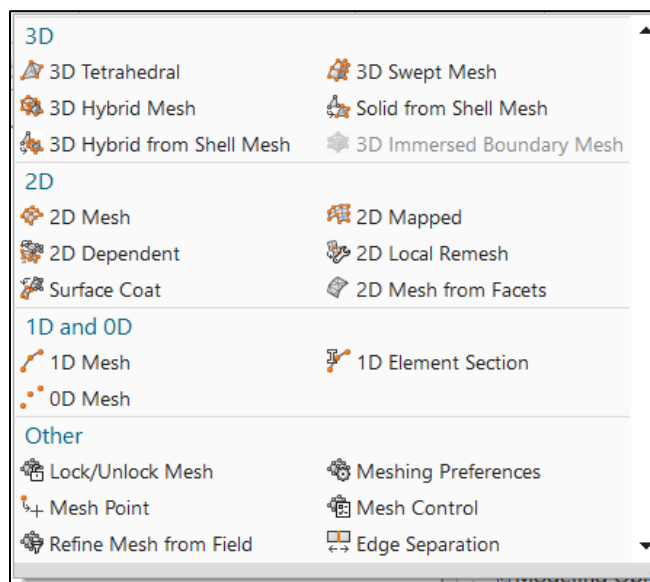 3D
3D Tetrahedral 3D Swept Mesh
3D Hybrid Mesh Solid from Shell Mesh
3D Hybrid from Shell Mesh 3D Immersed Boundary Mesh
2D
2D Mesh 2D Mapped
2D Dependent 2D Local Remesh
Surface Coat 2D Mesh from Facets
1D and 0D
1D Mesh 1D Element Section
0D Mesh
Other
Lock/Unlock Mesh Meshing Preferences
Mesh Point Mesh Control
Refine Mesh from Field Edge Separation